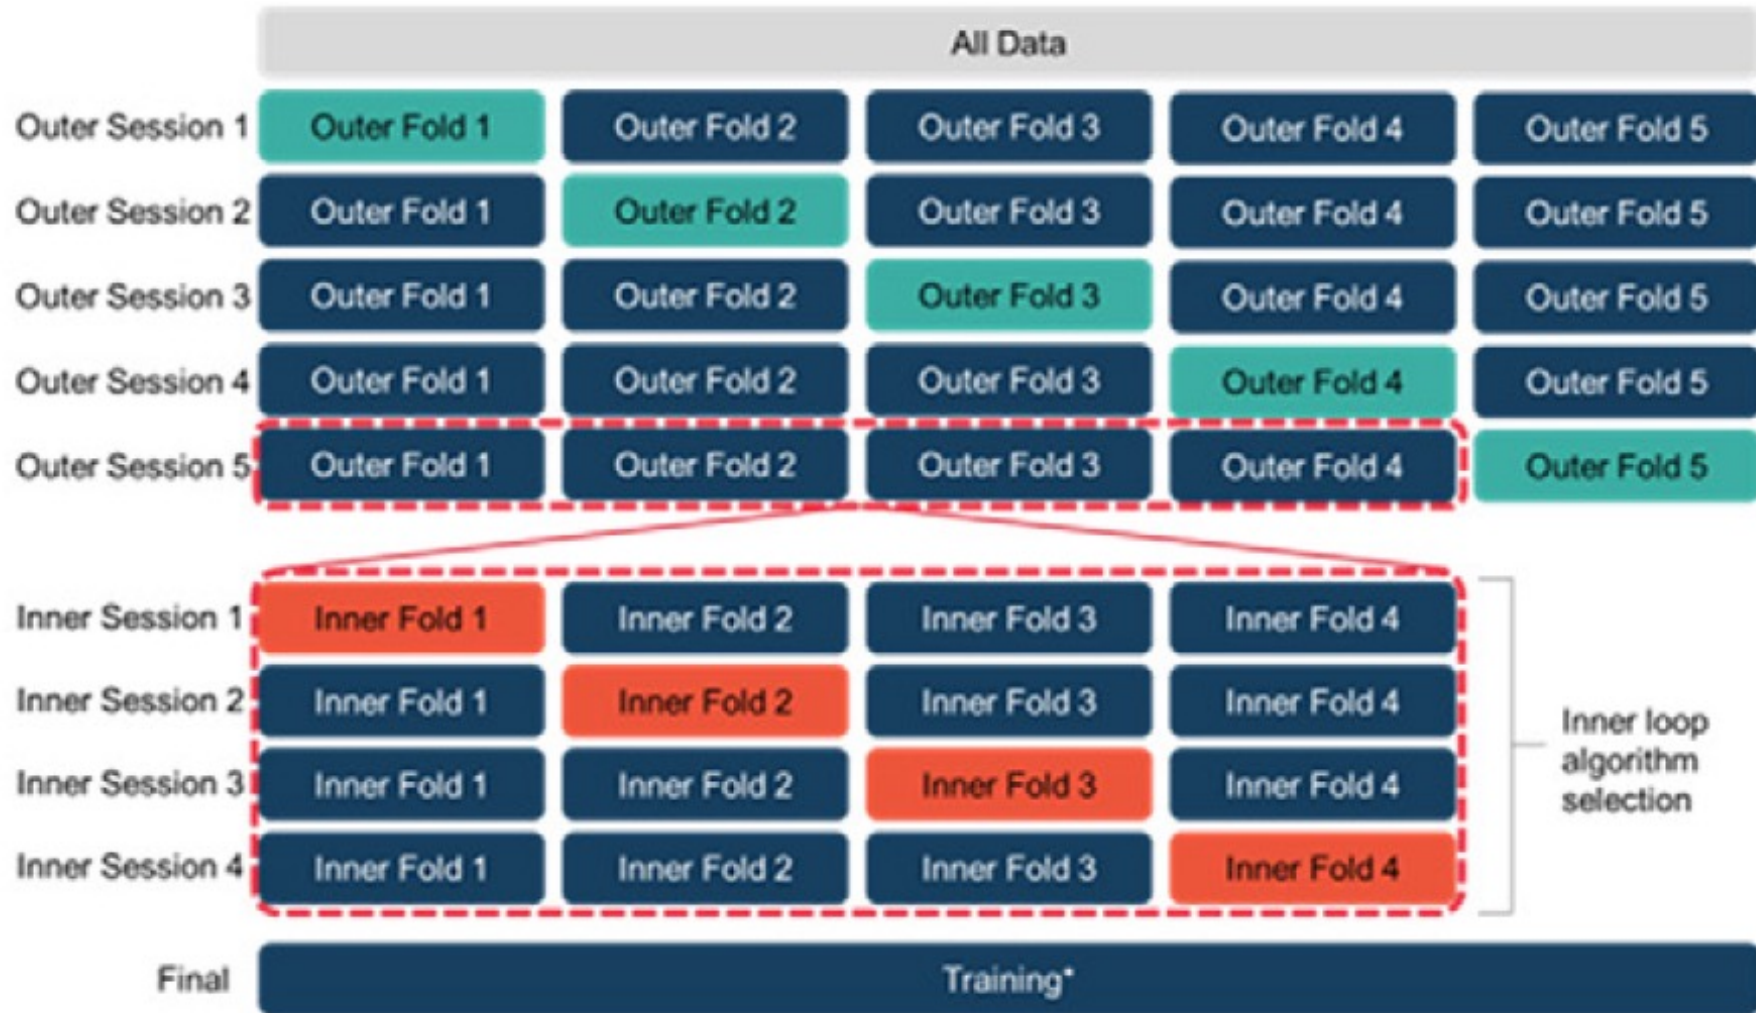 All Data
Outer Session 1 Outer Fold 1 Outer Fold 2 Outer Fold 3 Outer Fold 4 Outer Fold 5
Outer Session 2 Outer Fold 1 Outer Fold 2 Outer Fold 3 Outer Fold 4 Outer Fold 5
Outer Session 3 Outer Fold 1 Outer Fold 2 Outer Fold 3 Outer Fold 4 Outer Fold 5
Outer Session 4 Outer Fold 1 Outer Fold 2 Outer Fold 3 Outer Fold 4 Outer Fold 5
Outer Session 5 Outer Fold 1 Outer Fold 2 Outer Fold 3 Outer Fold 4 Outer Fold 5
Inner Session 1 Inner Fold 1 Inner Fold 2 Inner Fold 3 Inner Fold 4
Inner Session 2 Inner Fold 1 Inner Fold 2 Inner Fold 3 Inner Fold 4
Inner Session 3 Inner Fold 1 Inner Fold 2 Inner Fold 3 Inner Fold 4
Inner Session 4 Inner Fold 1 Inner Fold 2 Inner Fold 3 Inner Fold 4
Inner loop
algorithm
selection
Final Training*